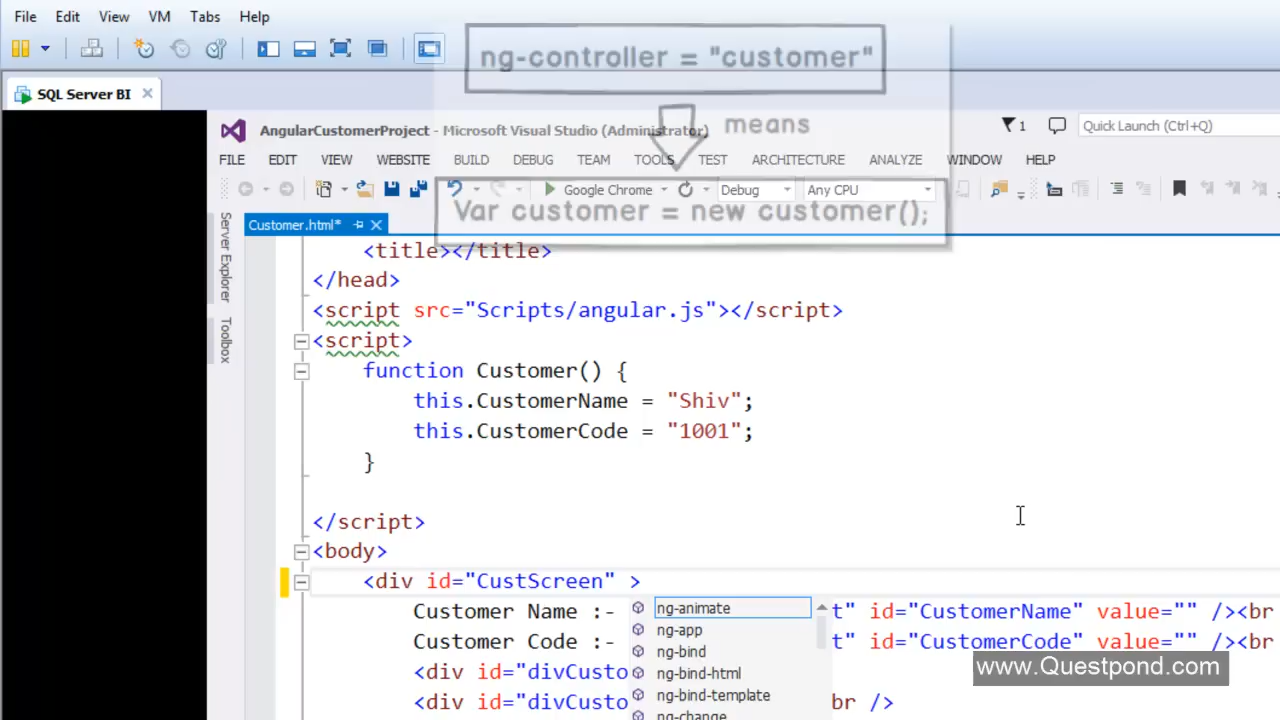 File Edit View VM Tabs Help
ng-controller = "customer"
SQL Server BI
means
AngularCustomerProject - Microsoft Visual Studio (Administrator)
1
Quick Launch (Ctrl+Q)
FILE EDIT VIEW WEBSITE BUILD DEBUG TEAM TOOLS TEST ARCHITECTURE ANALYZE WINDOW HELP
Google Chrome Debug Any CPU
Var customer = new customer();
Server Explorer
Toolbox
Customer.html*
<title></title>
</head>
<script src="Scripts/angular.js"></script>
<script>
function Customer() {
this.CustomerName = "Shiv";
this.CustomerCode = "1001";
}
</script>
<body>
<div id="CustScreen" >
Customer Name :- t" id="CustomerName" value="" /><br
Customer Code :- t" id="CustomerCode" value="" /><br
<div id="divCusto
<div id="divCusto br />
ng-animate
ng-app
ng-bind
ng-bind-html
ng-bind-template
ng-change
www.Questpond.com